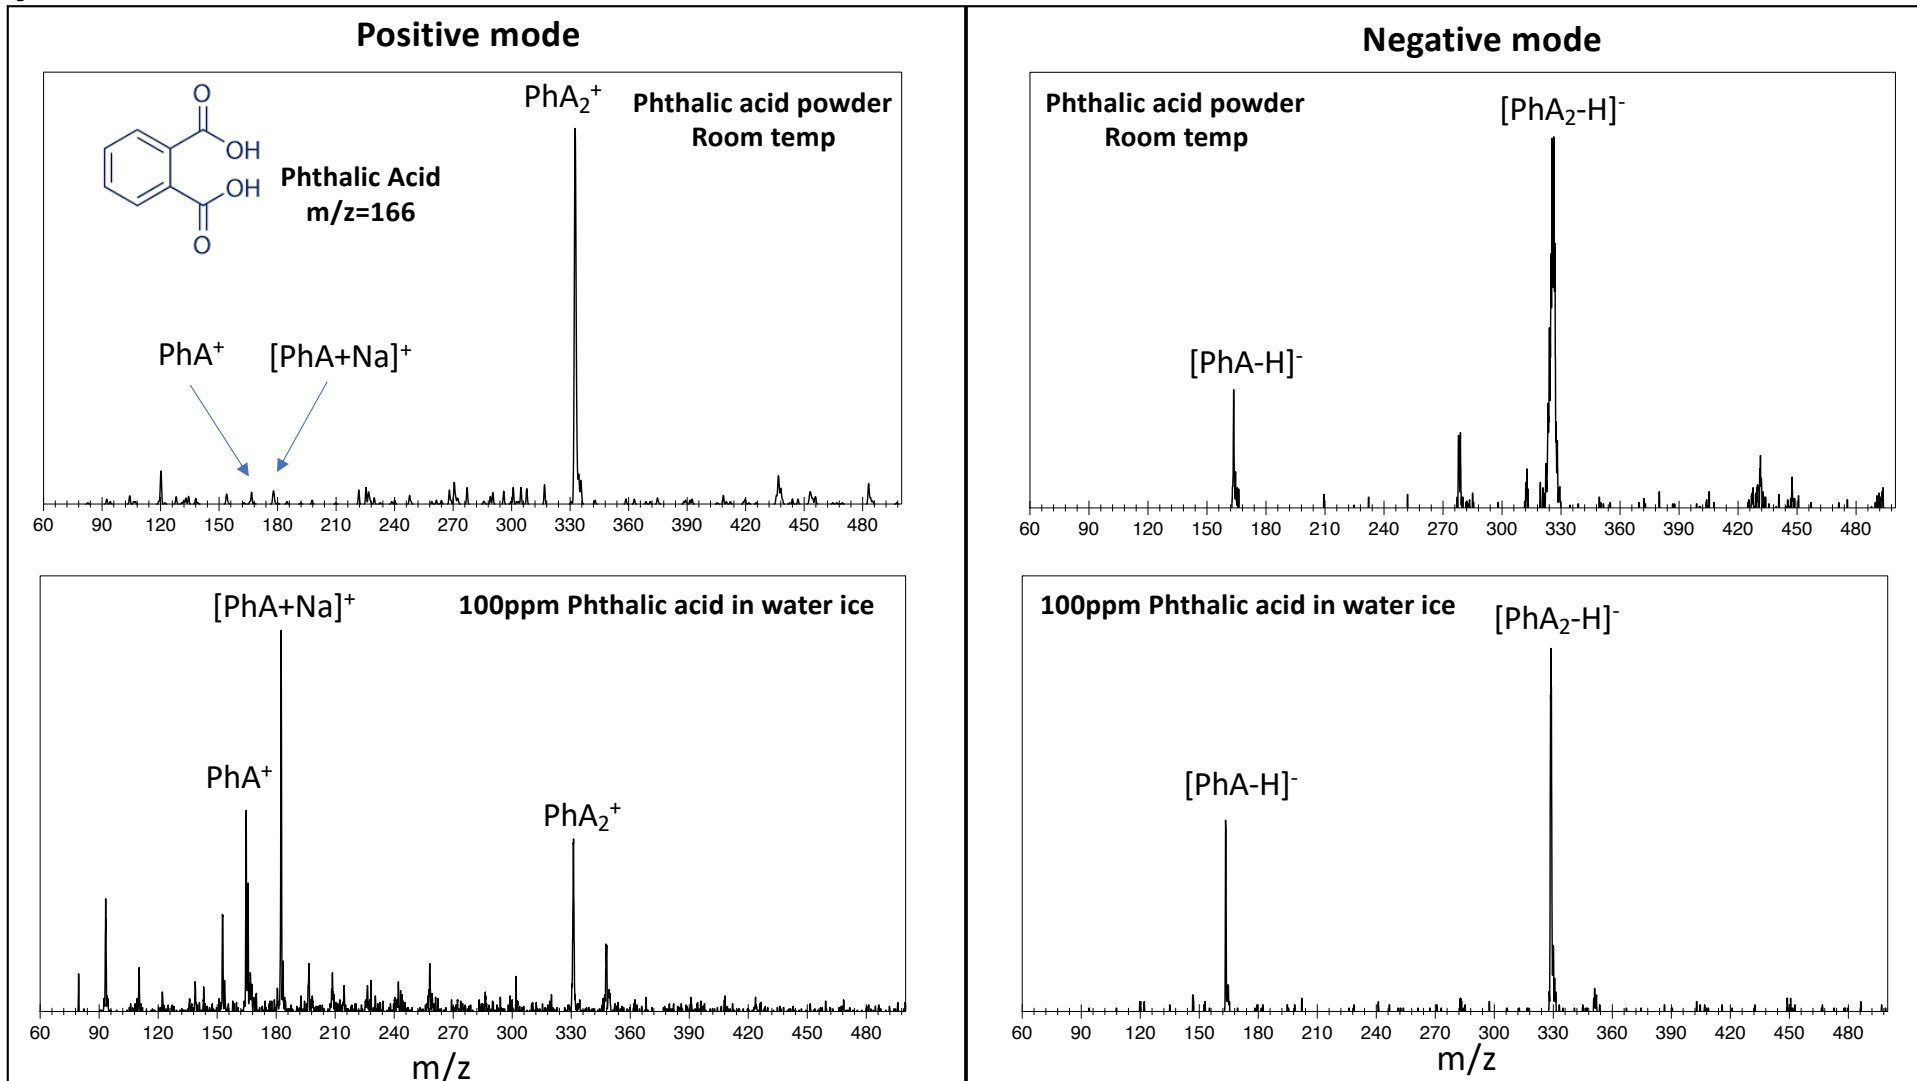 Positive mode
PhA₂⁺
Phthalic acid powder
Room temp
O
OH
OH
O
Phthalic Acid
m/z=166
PhA⁺
[PhA+Na]⁺
60 90 120 150 180 210 240 270 300 330 360 390 420 450 480
[PhA+Na]⁺
100ppm Phthalic acid in water ice
PhA⁺
PhA₂⁺
60 90 120 150 180 210 240 270 300 330 360 390 420 450 480
m/z
Negative mode
Phthalic acid powder
Room temp
[PhA₂-H]⁻
[PhA-H]⁻
60 90 120 150 180 210 240 270 300 330 360 390 420 450 480
100ppm Phthalic acid in water ice
[PhA₂-H]⁻
[PhA-H]⁻
60 90 120 150 180 210 240 270 300 330 360 390 420 450 480
m/z